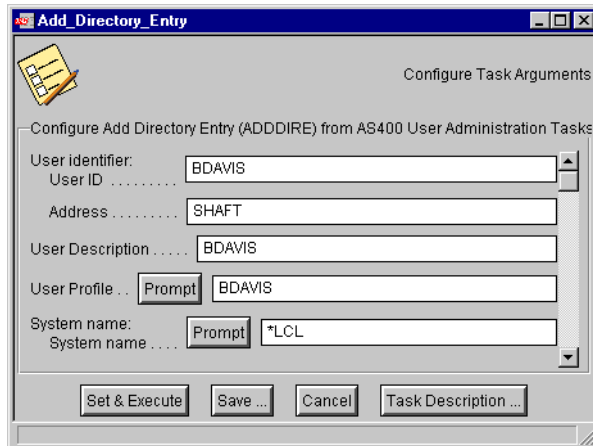 Add_Directory_Entry
Configure Task Arguments
Configure Add Directory Entry (ADDDIRE) from AS400 User Administration Tasks
User identifier:
User ID . . . . . . . . . BDAVIS
Address . . . . . . . . . SHAFT
User Description . . . . . BDAVIS
User Profile . . Prompt BDAVIS
System name:
System name . . . . Prompt *LCL
Set & Execute Save ... Cancel Task Description ...